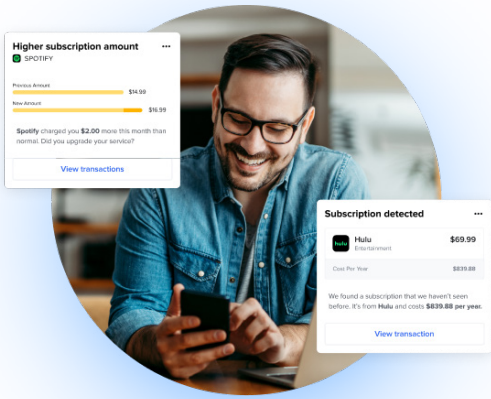 Higher subscription amount
SPOTIFY
Previous Amount
$14.99
New Amount
$16.99
Spotify charged you $2.00 more this month than
normal. Did you upgrade your service?
View transactions
Subscription detected
hulu
Hulu
$69.99
Entertainment
Cost Per Year
$839.88
We found a subscription that we haven't seen
before. It's from Hulu and costs $839.88 per year.
View transaction